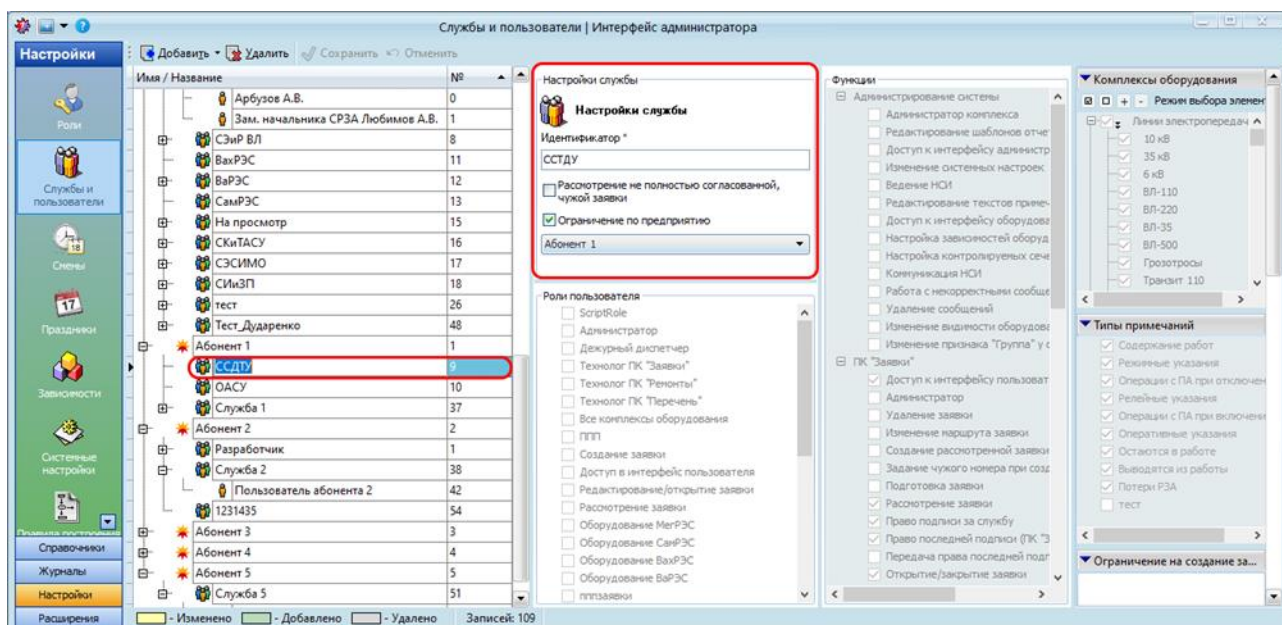 Службы и пользователи | Интерфейс администратора
Настройки
Добавить
Удалить
Сохранить
Отменить
Роли
Службы и
пользователи
Смены
Праздники
Зависимости
Системные
настройки
Справочники
Журналы
Настройки
Расширения
Имя / Название №
Арбузов А.В. 0
Зам. начальника СРЗА Любимов А.В. 1
СЭиР ВЛ 8
ВахРЭС 11
ВаРЭС 12
СамРЭС 13
На просмотр 15
СКиТАСУ 16
СЭСИМО 17
СИиЗП 18
тест 26
Тест_Дударенко 48
Абонент 1 1
ССДТУ 9
ОАСУ 10
Служба 1 37
Абонент 2 2
Разработчик 1
Служба 2 38
Пользователь абонента 2 42
1231435 54
Абонент 3 3
Абонент 4 4
Абонент 5 5
Служба 5 51
- Изменено - Добавлено - Удалено Записей: 109
Настройки службы
Настройки службы
Идентификатор *
ССТДУ
Рассмотрение не полностью согласованной,
чужой заявки
Ограничение по предприятию
Абонент 1
Роли пользователя
ScriptRole
Администратор
Дежурный диспетчер
Технолог ПК "Заявки"
Технолог ПК "Ремонты"
Технолог ПК "Перечень"
Все комплексы оборудования
ППП
Создание заявки
Доступ в интерфейс пользователя
Редактирование/открытие заявки
Рассмотрение заявки
Оборудование МегРЭС
Оборудование СанРЭС
Оборудование ВахРЭС
Оборудование ВаРЭС
пппзаявки
Функции
Администрирование системы
Администратор комплекса
Редактирование шаблонов отче
Доступ к интерфейсу администр
Изменение системных настроек
Ведение НСИ
Редактирование текстов примеч
Доступ к интерфейсу оборудова
Настройка зависимостей оборуд
Настройка контролируемых сече
Коммуникация НСИ
Работа с некорректными сообще
Удаление сообщений
Изменение видимости оборудова
Изменение признака "Группа" у о
ПК "Заявки"
Доступ к интерфейсу пользоват
Администратор
Удаление заявки
Изменение маршрута заявки
Создание рассмотренной заявки
Задание чужого номера при созд
Подготовка заявки
Рассмотрение заявки
Право подписи за службу
Право последней подписи (ПК "З
Передача права последней подп
Открытие/закрытие заявки
Комплексы оборудования
Режим выбора элемен
Линии электропередач
10 кВ
35 кВ
6 кВ
ВЛ-110
ВЛ-220
ВЛ-35
ВЛ-500
Грозотросы
Транзит 110
Типы примечаний
Содержание работ
Режимные указания
Операции с ПА при отключен
Релейные указания
Операции с ПА при включени
Оперативные указания
Остаются в работе
Выводятся из работы
Потери РЗА
тест
Ограничение на создание за...